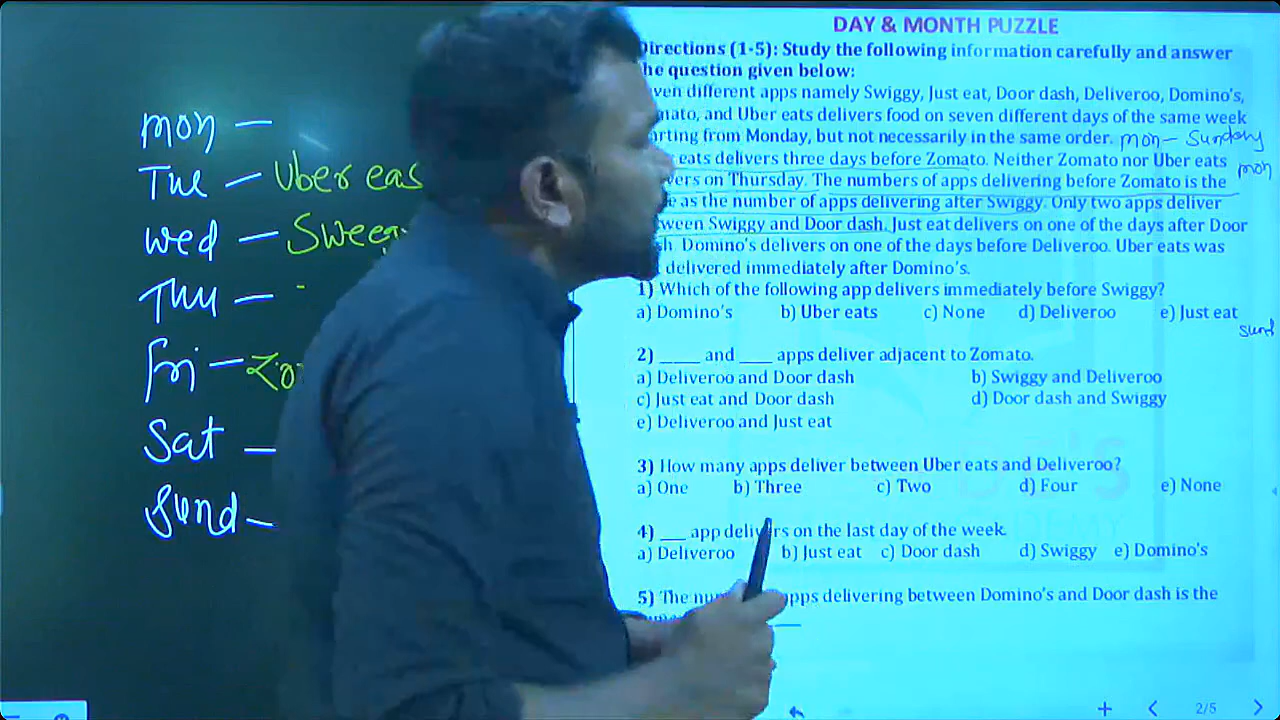 DAY & MONTH PUZZLE
Directions (1-5): Study the following information carefully and answer
the question given below:
different apps namely Swiggy, Just eat, Door dash, Deliveroo, Domino's,
and Uber eats delivers food on seven different days of the same week
from Monday, but not necessarily in the same order. mon - Sunday
eats delivers three days before Zomato. Neither Zomato nor Uber eats
mon
on Thursday. The numbers of apps delivering before Zomato is the
as the number of apps delivering after Swiggy. Only two apps deliver
Swiggy and Door dash. Just eat delivers on one of the days after Door
Domino's delivers on one of the days before Deliveroo. Uber eats was
delivered immediately after Domino's.
1) Which of the following app delivers immediately before Swiggy?
a) Domino's b) Uber eats c) None d) Deliveroo e) Just eat
2) ____ and ____ apps deliver adjacent to Zomato.
a) Deliveroo and Door dash b) Swiggy and Deliveroo
c) Just eat and Door dash d) Door dash and Swiggy
e) Deliveroo and Just eat
3) How many apps deliver between Uber eats and Deliveroo?
a) One b) Three c) Two d) Four e) None
4) ___ app delivers on the last day of the week.
a) Deliveroo b) Just eat c) Door dash d) Swiggy e) Domino's
5) The apps delivering between Domino's and Door dash is the
2/5
mon -
Tue - Uber eas
wed -
Thu -
fri -
Sat -
Sund -